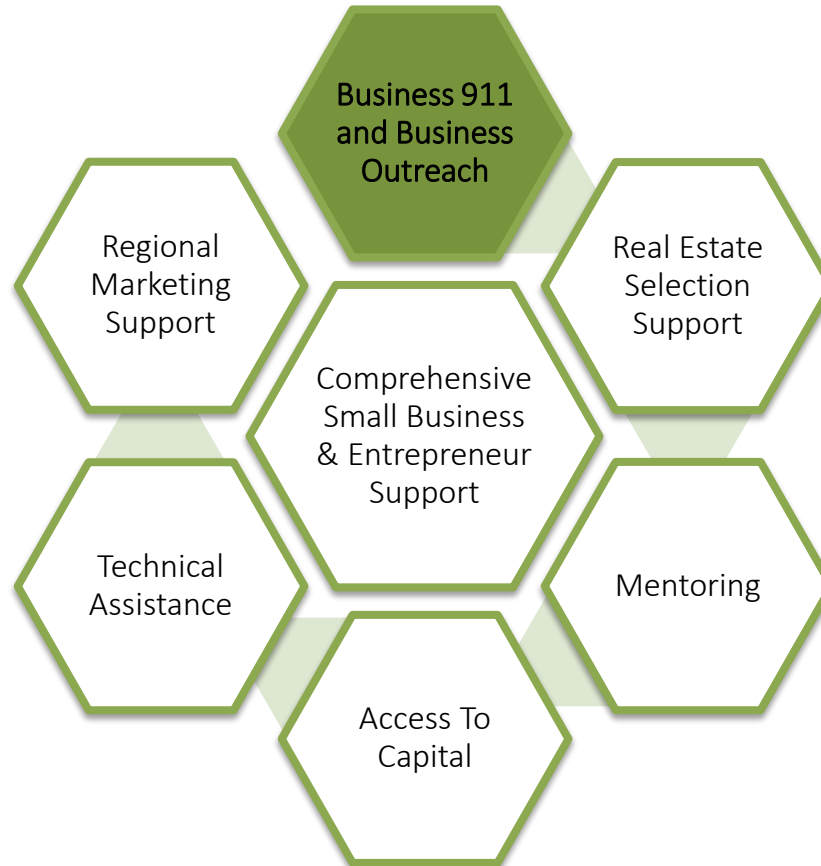 Business 911
and Business
Outreach
Regional
Marketing
Support
Real Estate
Selection
Support
Comprehensive
Small Business
& Entrepreneur
Support
Technical
Assistance
Mentoring
Access To
Capital